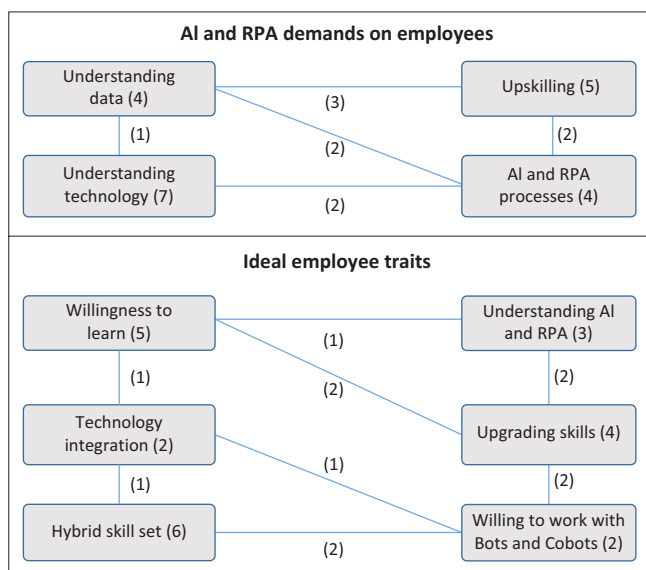 Al and RPA demands on employees
Understanding
data (4)
(3)
Upskilling (5)
(1)
(2)
(2)
Understanding
technology (7)
(2)
Al and RPA
processes (4)
Ideal employee traits
Willingness to
learn (5)
(1)
Understanding Al
and RPA (3)
(1)
(2)
(2)
Technology
integration (2)
Upgrading skills (4)
(1)
(1)
(2)
Hybrid skill set (6)
(2)
Willing to work with
Bots and Cobots (2)